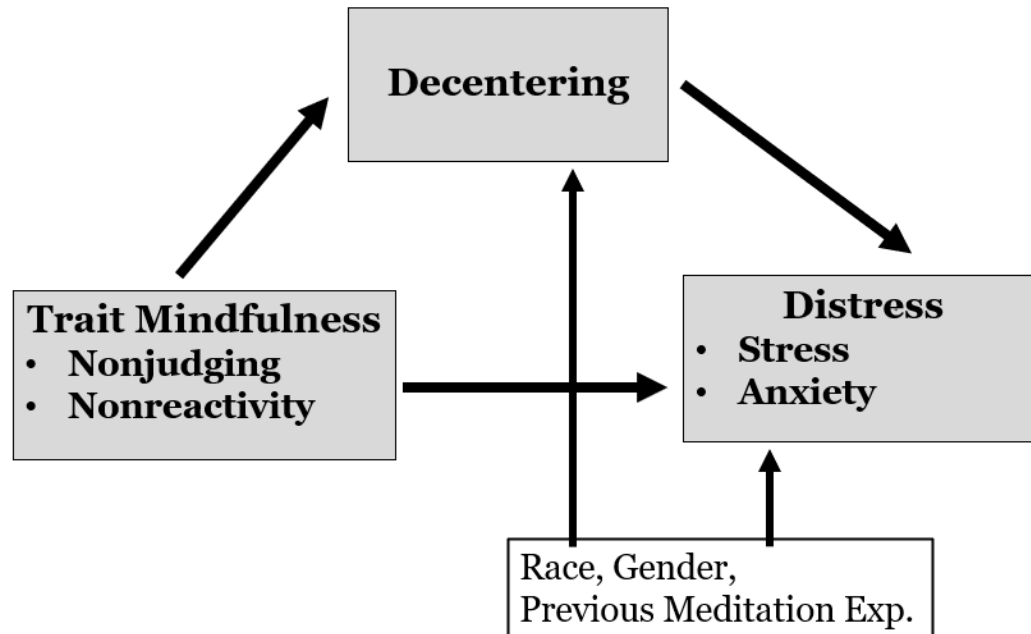 Decentering
Trait Mindfulness
• Nonjudging
• Nonreactivity
Distress
• Stress
• Anxiety
Race, Gender,
Previous Meditation Exp.